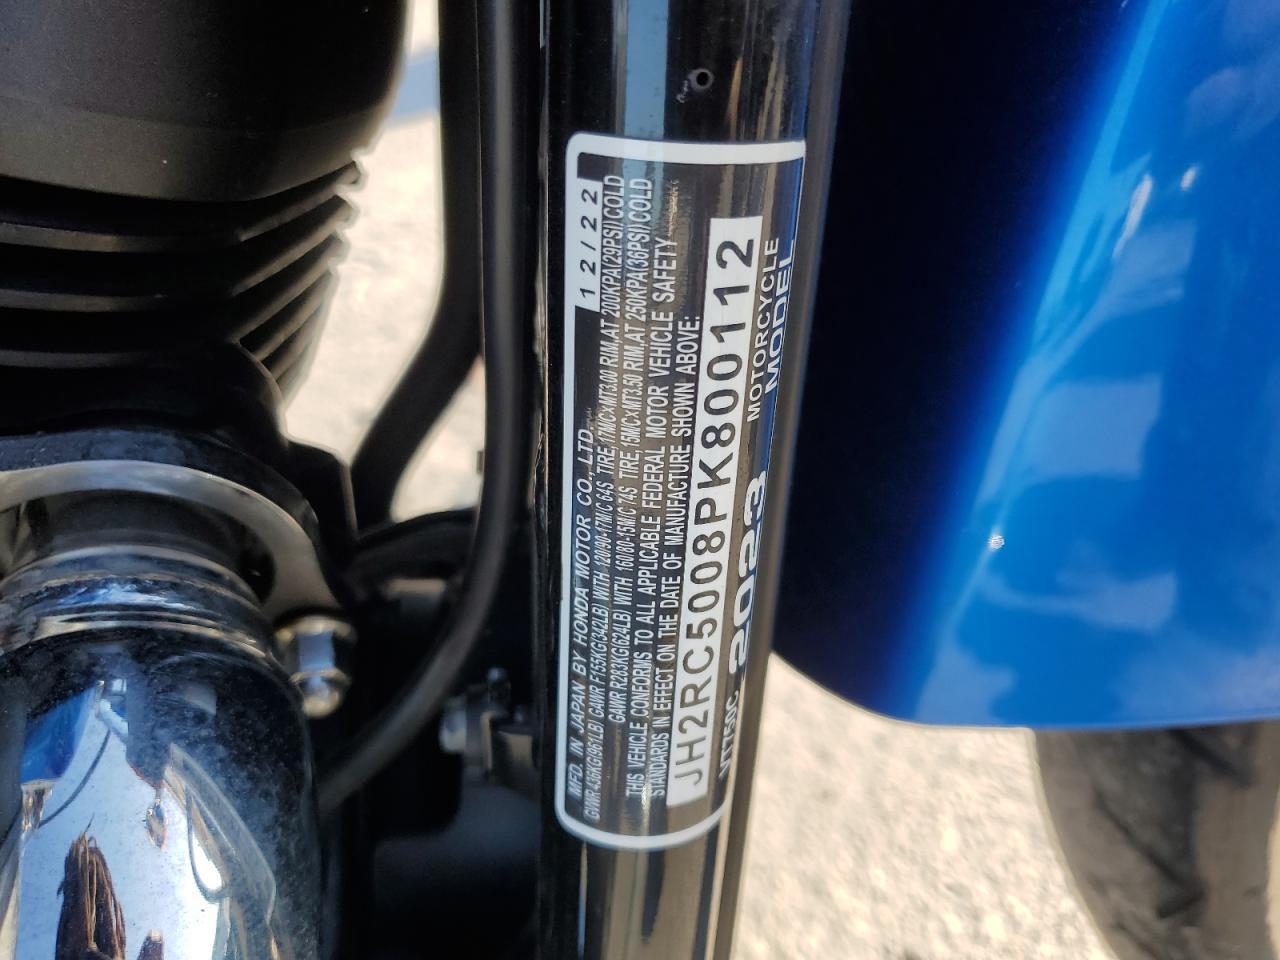 MFD. IN JAPAN BY HONDA MOTOR CO., LTD. 12/22
GVWR 436KG(961LB) GAWR F155KG(342LB) WITH 120/90-17M/C 64S TIRE, 17M/C×MT3.00 RIM, AT 200KPA(29PSI) COLD
GAWR R283KG(624LB) WITH 160/80-15M/C 74S TIRE, 15M/C×MT3.50 RIM, AT 250KPA(36PSI) COLD
THIS VEHICLE CONFORMS TO ALL APPLICABLE FEDERAL MOTOR VEHICLE SAFETY
STANDARDS IN EFFECT ON THE DATE OF MANUFACTURE SHOWN ABOVE:
JH2RC5008PK800112
VT750C 2023 MOTORCYCLE
MODEL